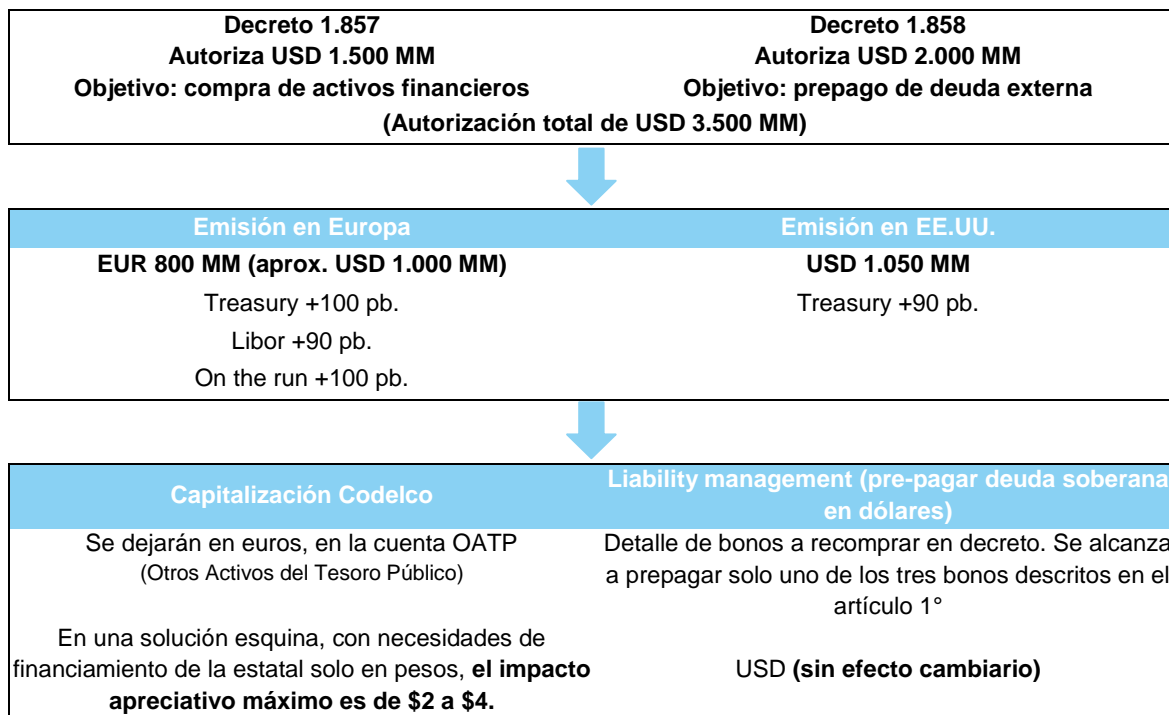 Decreto 1.857
Autoriza USD 1.500 MM
Objetivo: compra de activos financieros
Decreto 1.858
Autoriza USD 2.000 MM
Objetivo: prepago de deuda externa
(Autorización total de USD 3.500 MM)
Emisión en Europa
EUR 800 MM (aprox. USD 1.000 MM)
Treasury +100 pb.
Libor +90 pb.
On the run +100 pb.
Emisión en EE.UU.
USD 1.050 MM
Treasury +90 pb.
Capitalización Codelco
Se dejarán en euros, en la cuenta OATP
(Otros Activos del Tesoro Público)
En una solución esquina, con necesidades de
financiamiento de la estatal solo en pesos, el impacto
apreciativo máximo es de $2 a $4.
Liability management (pre-pagar deuda soberana
en dólares)
Detalle de bonos a recomprar en decreto. Se alcanza
a prepagar solo uno de los tres bonos descritos en el
artículo 1°
USD (sin efecto cambiario)